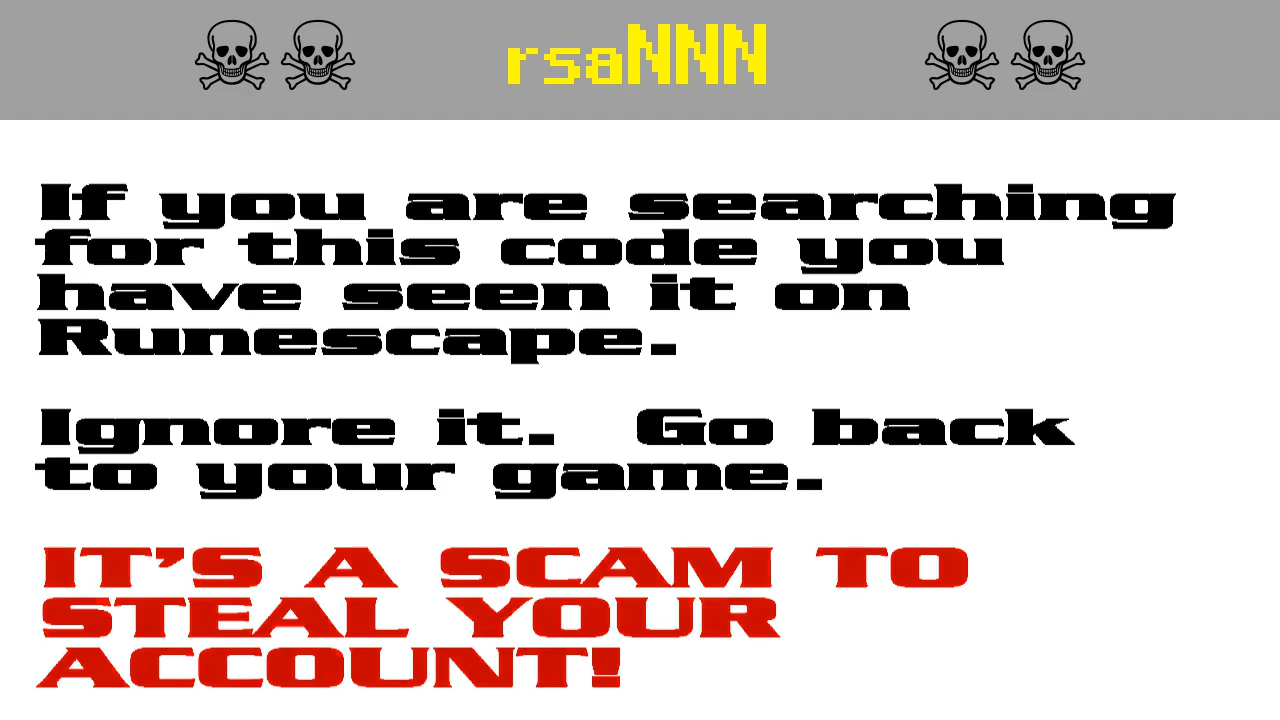 rsaNNN
If you are searching
for this code you
have seen it on
Runescape.
Ignore it. Go back
to your game.
IT'S A SCAM TO
STEAL YOUR
ACCOUNT!